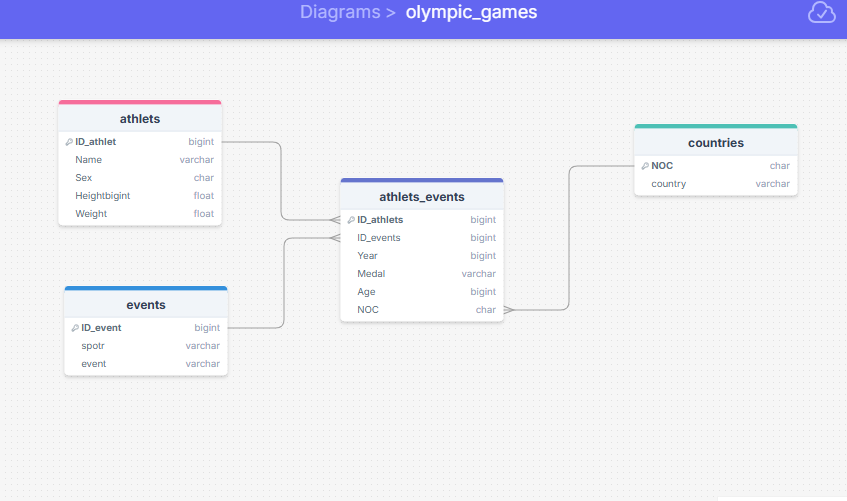 Diagrams > olympic_games
athlets
ID_athlet bigint
Name varchar
Sex char
Heightbigint float
Weight float
events
ID_event bigint
spotr varchar
event varchar
athlets_events
ID_athlets bigint
ID_events bigint
Year bigint
Medal varchar
Age bigint
NOC char
countries
NOC char
country varchar